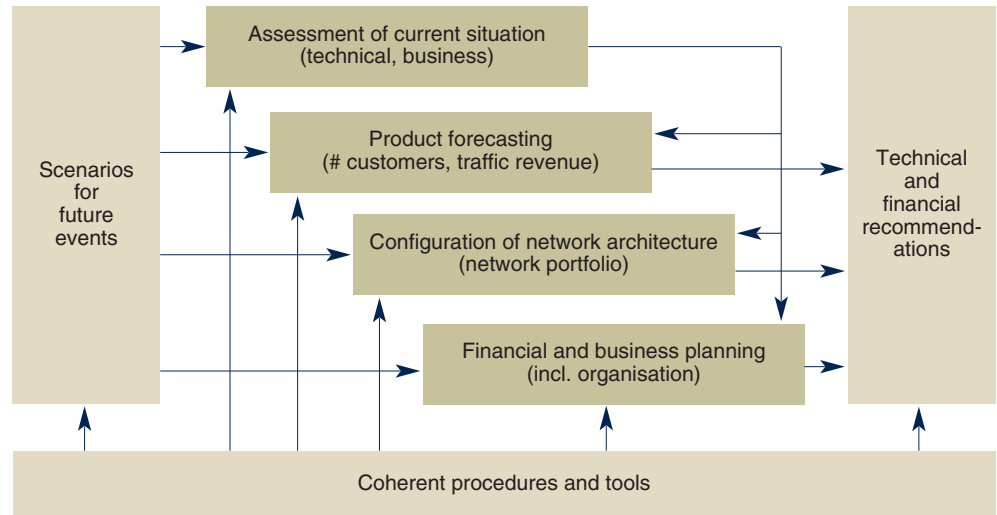 Assessment of current situation
(technical, business)
Product forecasting
(# customers, traffic revenue)
Scenarios
for
future
events
Technical
and
financial
recommend-
ations
Configuration of network architecture
(network portfolio)
Financial and business planning
(incl. organisation)
Coherent procedures and tools